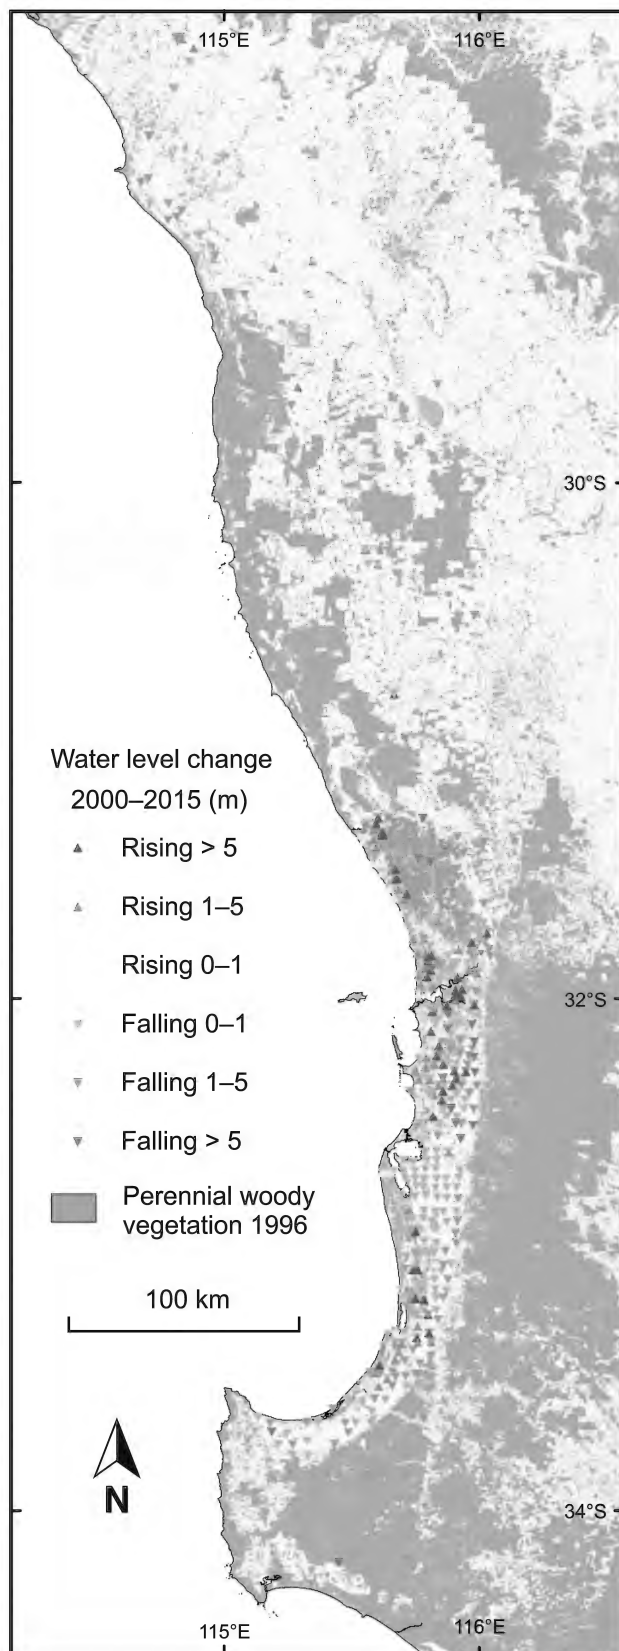 115°E 116°E
30°S
Water level change
2000–2015 (m)
Rising > 5
Rising 1–5
Rising 0–1
32°S
Falling 0–1
Falling 1–5
Falling > 5
Perennial woody
vegetation 1996
100 km
N
34°S
115°E 116°E